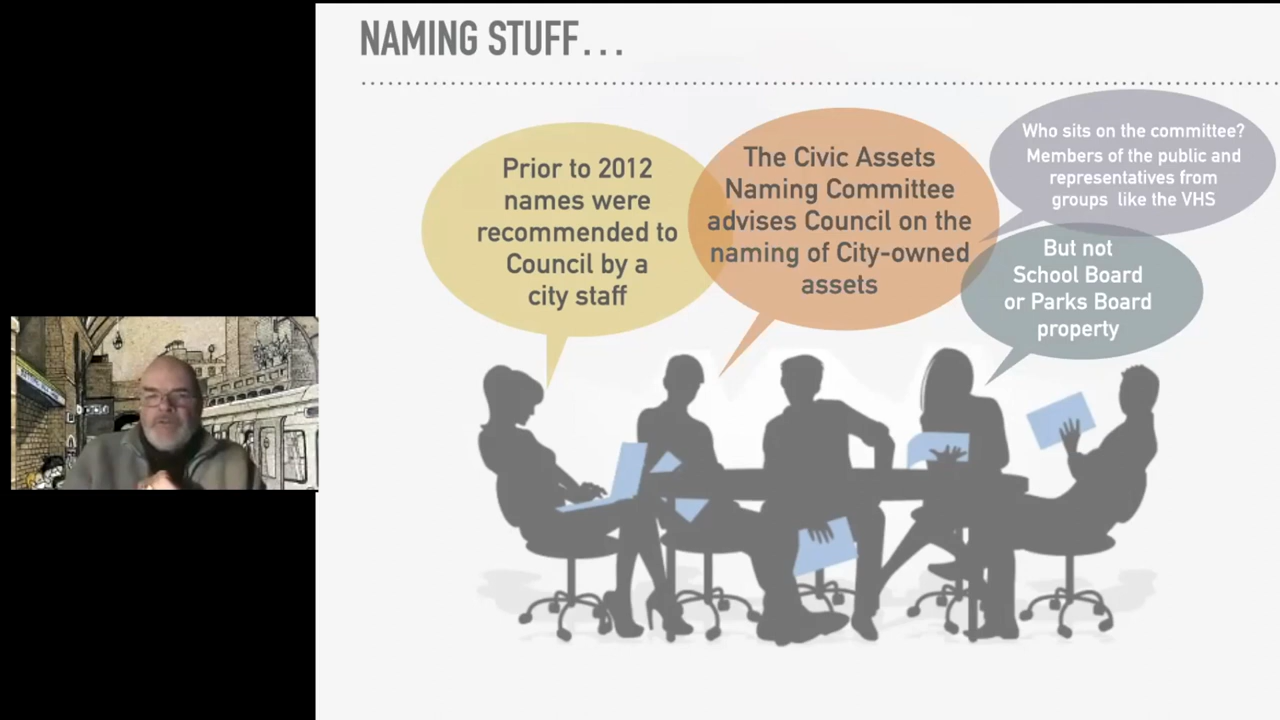 NAMING STUFF...
Prior to 2012
names were
recommended to
Council by a
city staff
The Civic Assets
Naming Committee
advises Council on the
naming of City-owned
assets
Who sits on the committee?
Members of the public and
representatives from
groups like the VHS
But not
School Board
or Parks Board
property